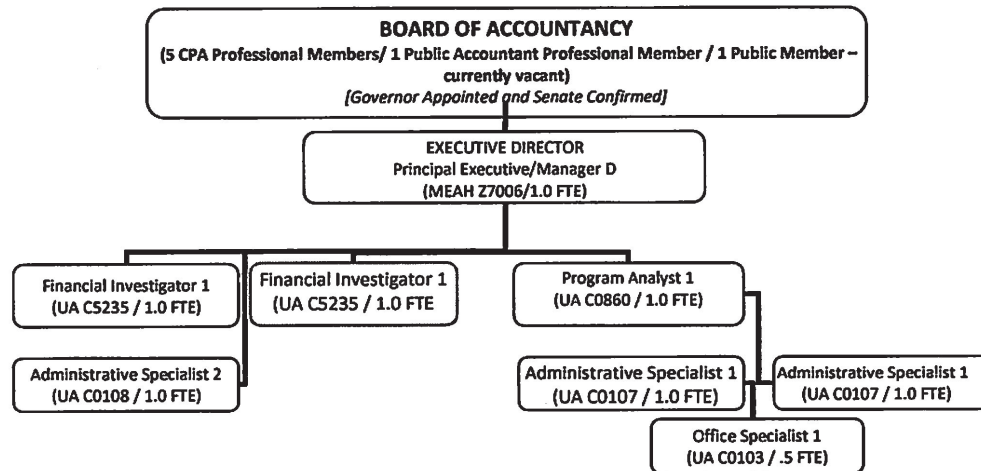 BOARD OF ACCOUNTANCY
(5 CPA Professional Members/ 1 Public Accountant Professional Member / 1 Public Member –
currently vacant)
[Governor Appointed and Senate Confirmed]
EXECUTIVE DIRECTOR
Principal Executive/Manager D
(MEAH Z7006/1.0 FTE)
Financial Investigator 1
(UA C5235 / 1.0 FTE)
Financial Investigator 1
(UA C5235 / 1.0 FTE
Program Analyst 1
(UA C0860 / 1.0 FTE)
Administrative Specialist 2
(UA C0108 / 1.0 FTE)
Administrative Specialist 1
(UA C0107 / 1.0 FTE)
Administrative Specialist 1
(UA C0107 / 1.0 FTE)
Office Specialist 1
(UA C0103 / .5 FTE)